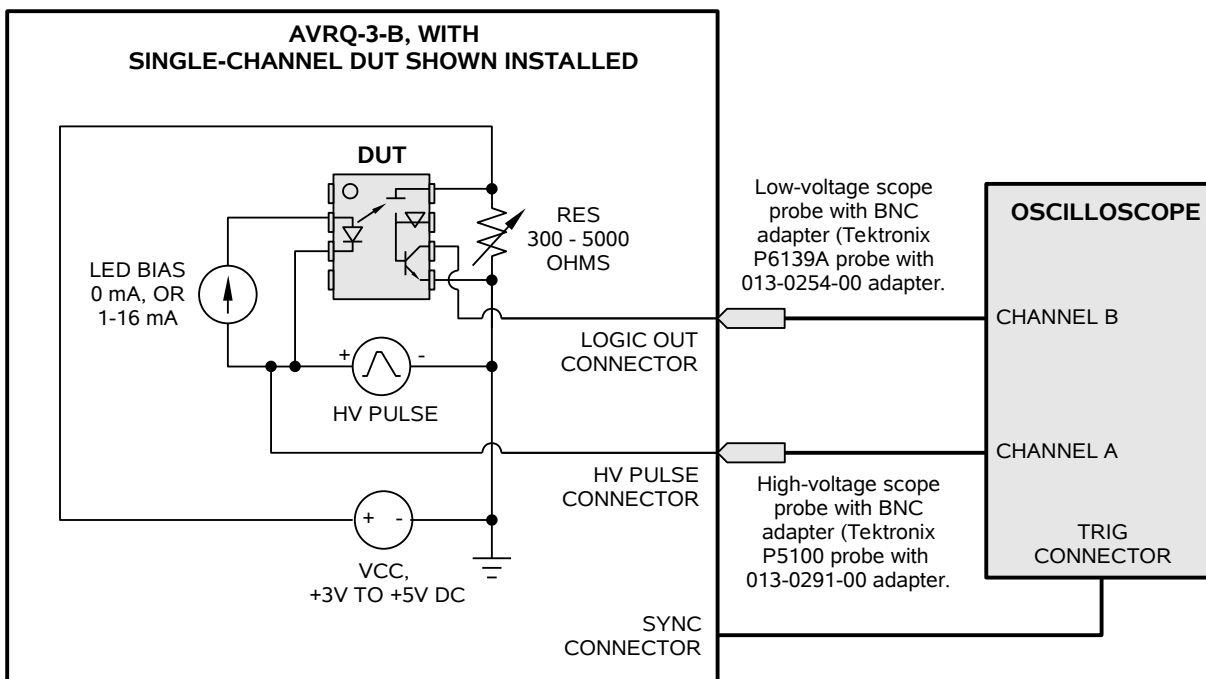 AVRQ-3-B, WITH
SINGLE-CHANNEL DUT SHOWN INSTALLED
DUT
LED BIAS
0 mA, OR
1-16 mA
RES
300 - 5000
OHMS
+ -
HV PULSE
LOGIC OUT
CONNECTOR
HV PULSE
CONNECTOR
+ -
VCC,
+3V TO +5V DC
SYNC
CONNECTOR
Low-voltage scope
probe with BNC
adapter (Tektronix
P6139A probe with
013-0254-00 adapter.
High-voltage scope
probe with BNC
adapter (Tektronix
P5100 probe with
013-0291-00 adapter.
OSCILLOSCOPE
CHANNEL B
CHANNEL A
TRIG
CONNECTOR